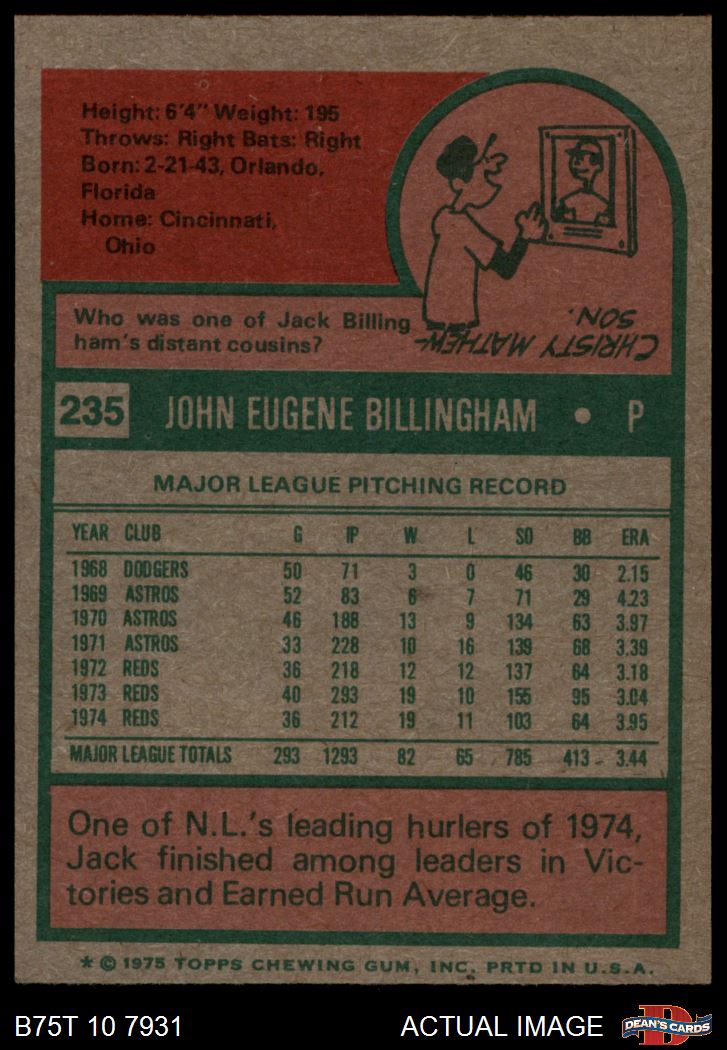 Height: 6'4" Weight: 195
Throws: Right Bats: Right
Born: 2-21-43, Orlando,
Florida
Home: Cincinnati,
Ohio
Who was one of Jack Billing
ham's distant cousins?
CHRISTY MATHEW-
SON.
235 JOHN EUGENE BILLINGHAM • P
MAJOR LEAGUE PITCHING RECORD
YEAR CLUB G IP W L SO BB ERA
1968 DODGERS 50 71 3 0 46 30 2.15
1969 ASTROS 52 83 6 7 71 29 4.23
1970 ASTROS 46 188 13 9 134 63 3.97
1971 ASTROS 33 228 10 16 139 68 3.39
1972 REDS 36 218 12 12 137 64 3.18
1973 REDS 40 293 19 10 155 95 3.04
1974 REDS 36 212 19 11 103 64 3.95
MAJOR LEAGUE TOTALS 293 1293 82 65 785 413 3.44
One of N.L.'s leading hurlers of 1974,
Jack finished among leaders in Vic-
tories and Earned Run Average.
* © 1975 TOPPS CHEWING GUM, INC. PRTD IN U.S.A.
B75T 10 7931 ACTUAL IMAGE DEAN'S CARDS